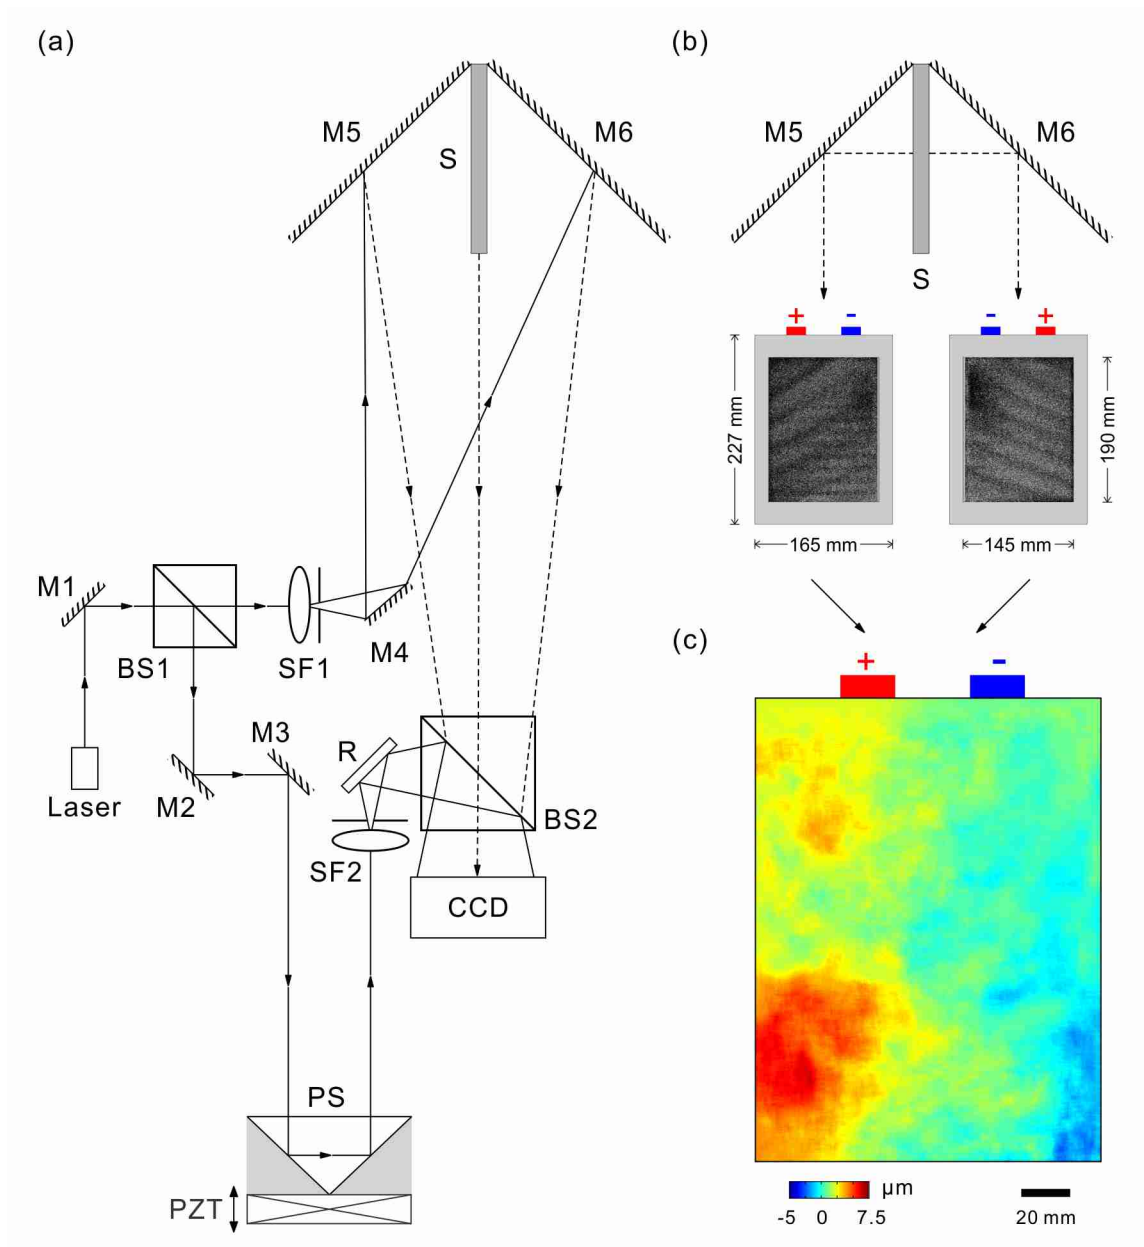 (a)
M5
S
M6
M1
BS1
SF1
M4
Laser
M2
M3
R
BS2
SF2
CCD
PS
PZT
(b)
M5
M6
S
+
-
-
+
227 mm
190 mm
165 mm
145 mm
(c)
+
-
µm
-5 0 7.5
20 mm